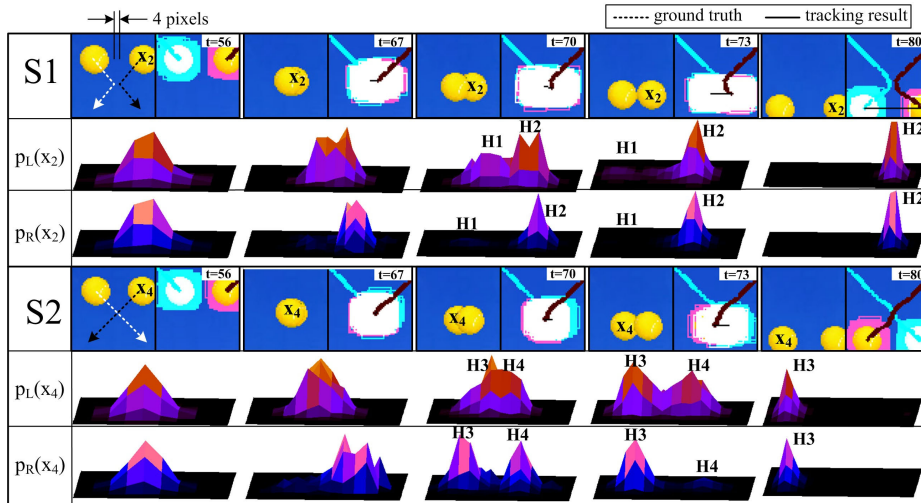 4 pixels
ground truth
tracking result
S1
x2
t=56
x2
t=67
x2
t=70
x2
t=73
x2
t=80
pL(x2)
H1
H2
H1
H2
H2
pR(x2)
H1
H2
H1
H2
H2
S2
x4
t=56
x4
t=67
x4
t=70
x4
t=73
x4
t=80
pL(x4)
H3
H4
H3
H4
H3
pR(x4)
H3
H4
H3
H4
H3